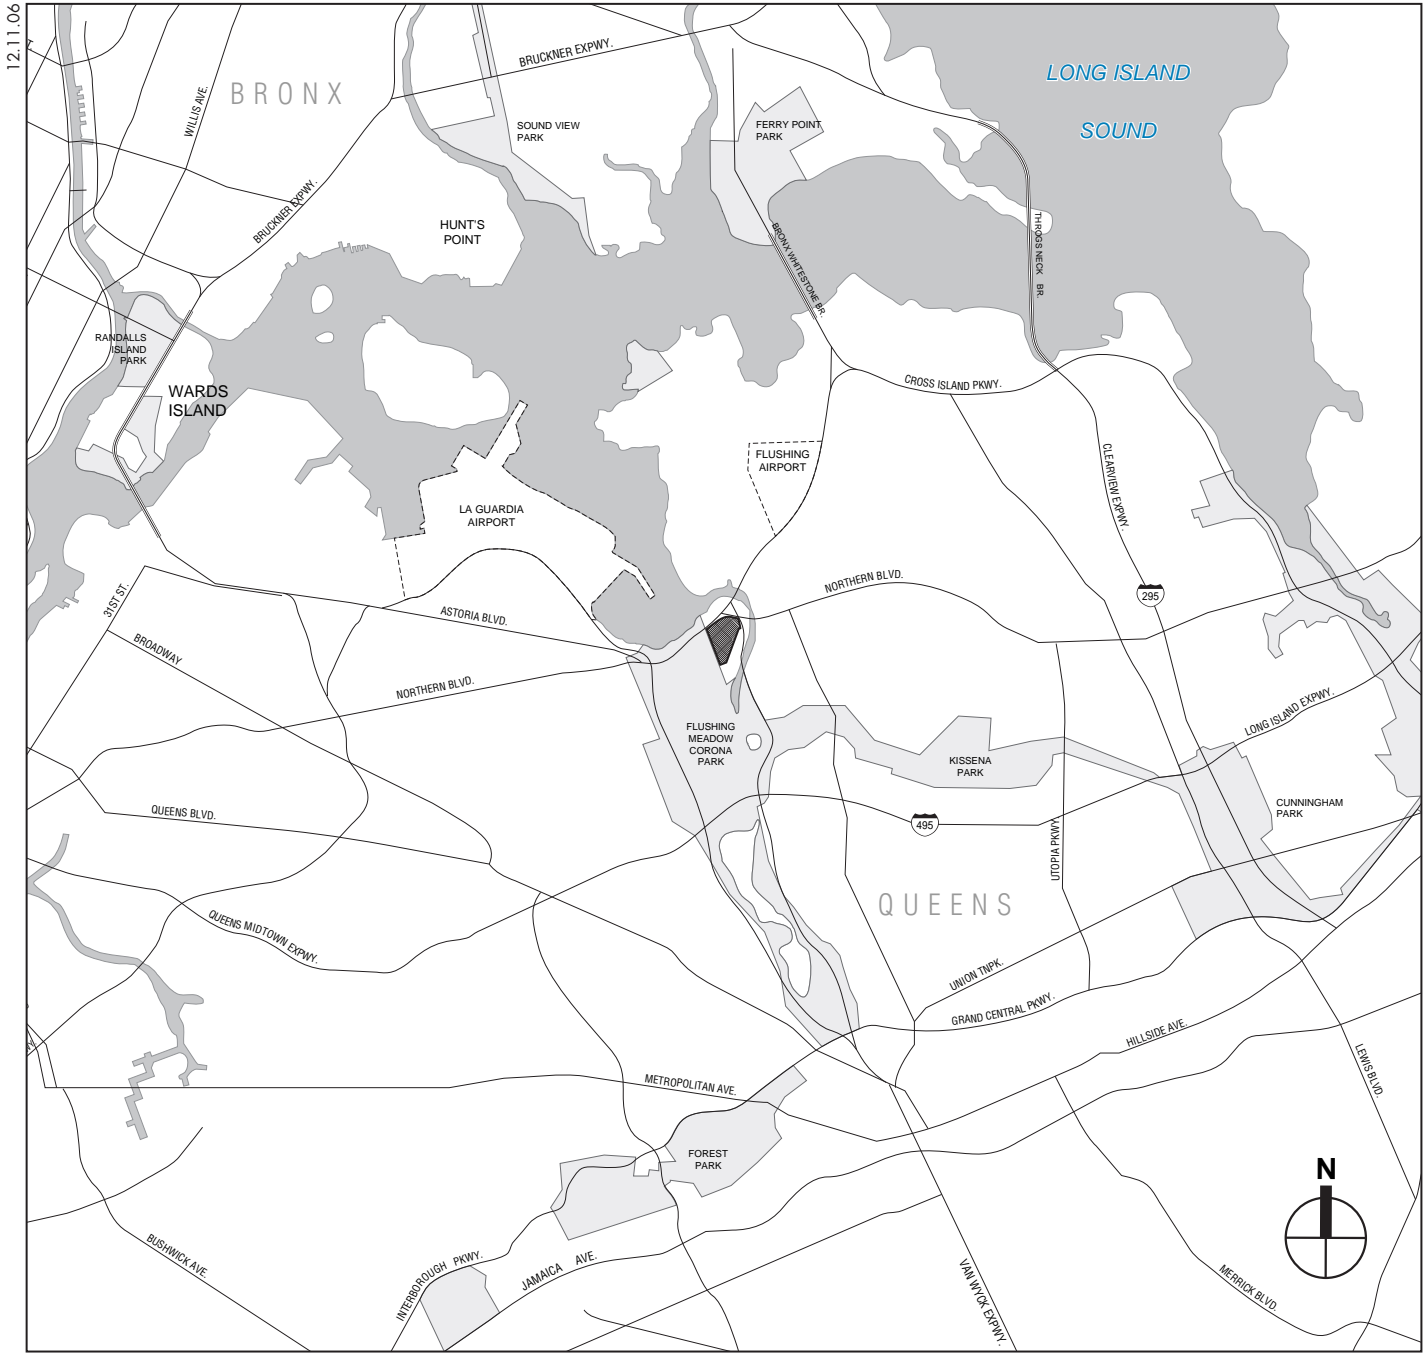 12.11.06
BRUCKNER EXPWY.
LONG ISLAND
SOUND
BRONX
WILLIS AVE.
SOUND VIEW
PARK
FERRY POINT
PARK
BRUCKNER EXPWY.
HUNT'S
POINT
BRONX WHITESTONE BR.
THROGS NECK BR.
RANDALLS
ISLAND
PARK
WARDS
ISLAND
CROSS ISLAND PKWY.
FLUSHING
AIRPORT
CLEARVIEW EXPWY.
LA GUARDIA
AIRPORT
31ST ST.
ASTORIA BLVD.
NORTHERN BLVD.
295
BROADWAY
NORTHERN BLVD.
FLUSHING
MEADOW
CORONA
PARK
LONG ISLAND EXPWY.
KISSENA
PARK
CUNNINGHAM
PARK
QUEENS BLVD.
495
UTOPIA PKWY.
QUEENS
QUEENS MIDTOWN EXPWY.
UNION TNPK.
GRAND CENTRAL PKWY.
HILLSIDE AVE.
LEWIS BLVD.
METROPOLITAN AVE.
FOREST
PARK
N
BUSHWICK AVE.
INTERBOROUGH PKWY.
JAMAICA AVE.
VAN WYCK EXPWY.
MERRICK BLVD.